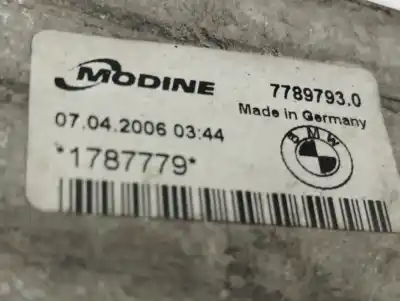 MODINE
7789793.0
Made in Germany
07.04.2006 03:44
BMW
*1787779*